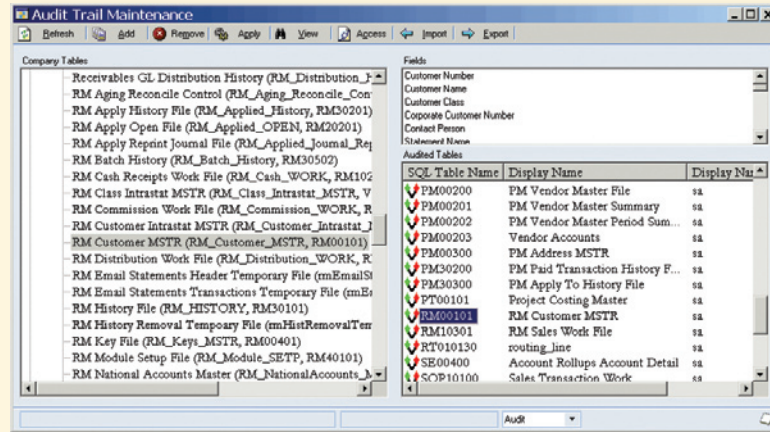 Audit Trail Maintenance
Refresh Add Remove Apply View Access Import Export
Company Tables
Receivables GL Distribution History (RM_Distribution_H
RM Aging Reconcile Control (RM_Aging_Reconcile_Con
RM Apply History File (RM_Applied_History, RM30201)
RM Apply Open File (RM_Applied_OPEN, RM20201)
RM Apply Reprint Journal File (RM_Applied_Journal_Rep
RM Batch History (RM_Batch_History, RM30502)
RM Cash Receipts Work File (RM_Cash_WORK, RM102
RM Class Intrastat MSTR (RM_Class_Intrastat_MSTR, V
RM Commission Work File (RM_Commission_WORK, R
RM Customer Intrastat MSTR (RM_Customer_Intrastat_
RM Customer MSTR (RM_Customer_MSTR, RM00101)
RM Distribution Work File (RM_Distribution_WORK, R
RM Email Statements Header Temporary File (rmEmailSt
RM Email Statements Transactions Temporary File (rmEm
RM History File (RM_HISTORY, RM30101)
RM History Removal Tempoary File (rmHistRemovalTem
RM Key File (RM_Keys_MSTR, RM00401)
RM Module Setup File (RM_Module_SETP, RM40101)
RM National Accounts Master (RM_NationalAccounts_M
Fields
Customer Number
Customer Name
Customer Class
Corporate Customer Number
Contact Person
Statement Name
Audited Tables
SQL Table Name Display Name Display Nar
PM00200 PM Vendor Master File sa
PM00201 PM Vendor Master Summary sa
PM00202 PM Vendor Master Period Sum... sa
PM00203 Vendor Accounts sa
PM00300 PM Address MSTR sa
PM30200 PM Paid Transaction History F... sa
PM30300 PM Apply To History File sa
PT00101 Project Costing Master sa
RM00101 RM Customer MSTR sa
RM10301 RM Sales Work File sa
RT010130 routing_line sa
SE00400 Account Rollups Account Detail sa
SOP10100 Sales Transaction Work sa
Audit